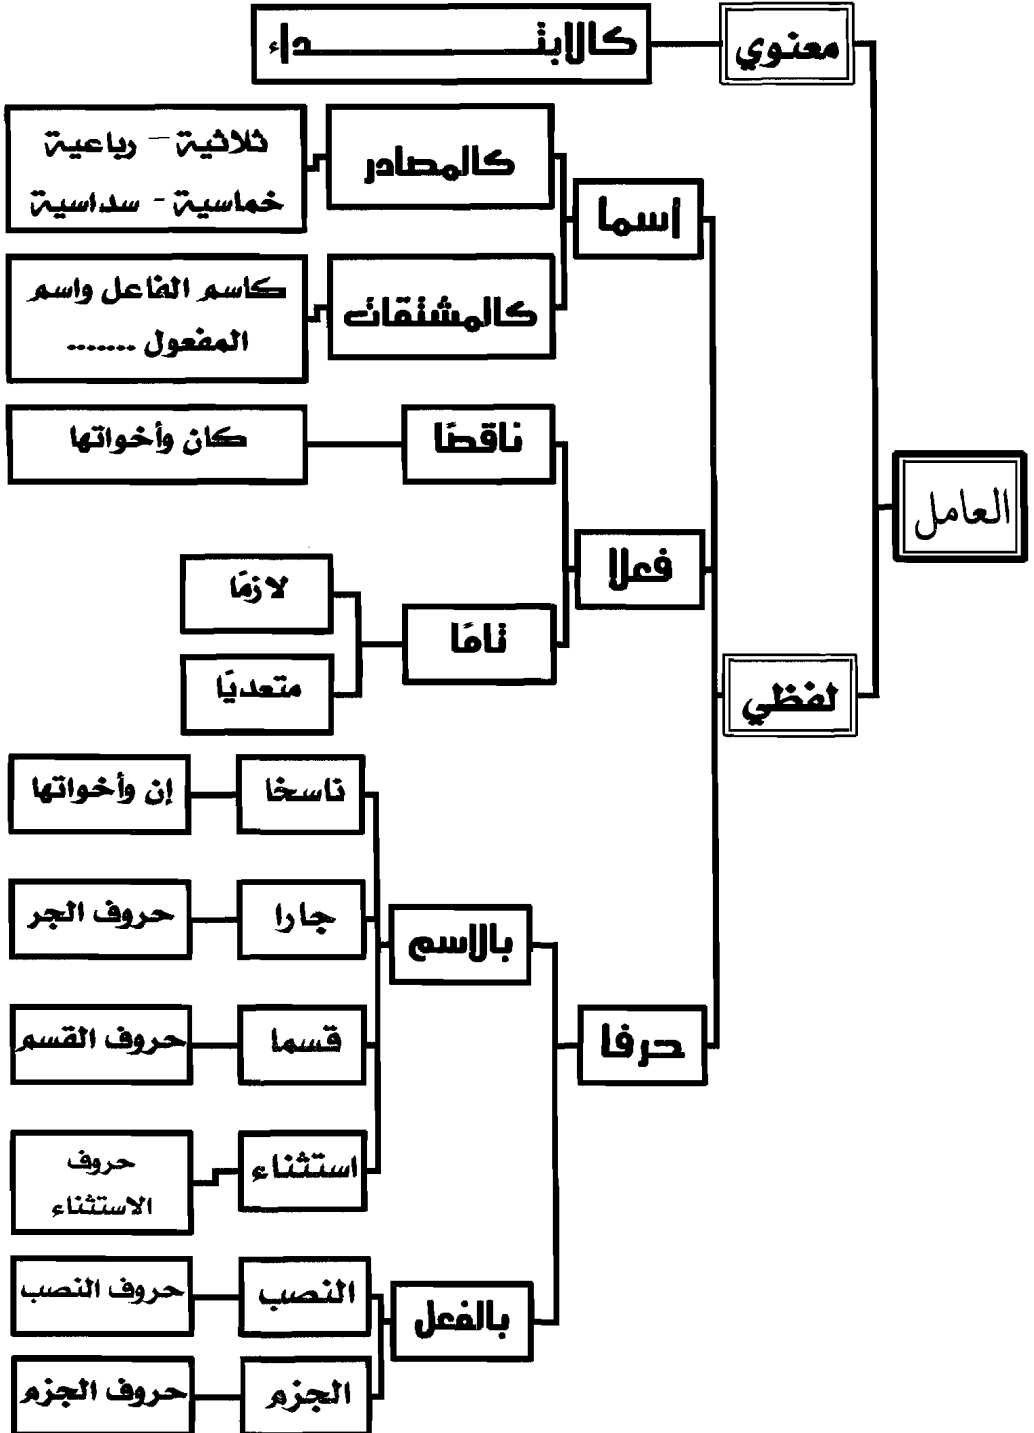 العامل
معنوي
كالابتـــــــــــــــداء
لفظي
إسما
كالمصادر
ثلاثية – رباعية
خماسية - سداسية
كالمشتقات
كاسم الفاعل واسم
المفعول .......
فعلا
ناقصًا
كان وأخواتها
تامًا
لازمًا
متعديًا
حرفا
بالاسم
ناسخا
إن وأخواتها
جارا
حروف الجر
قسما
حروف القسم
استثناء
حروف
الاستثناء
بالفعل
النصب
حروف النصب
الجزم
حروف الجزم